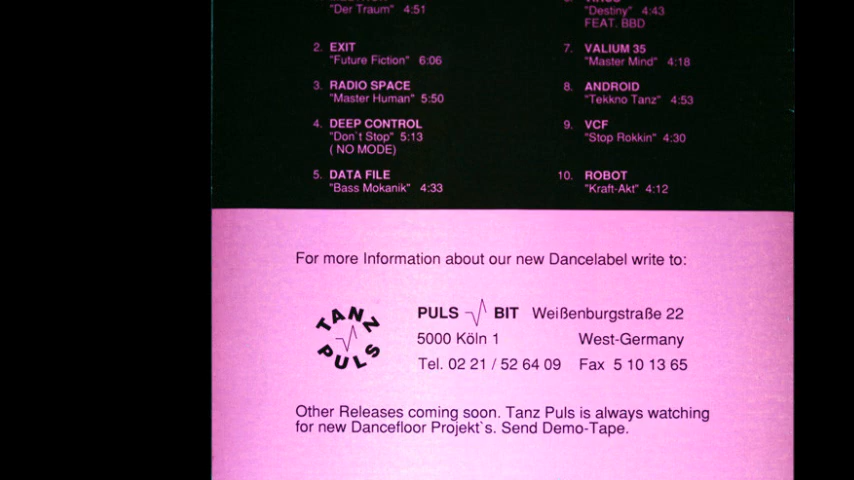 "Der Traum" 4:51
2. EXIT
"Future Fiction" 6:06
3. RADIO SPACE
"Master Human" 5:50
4. DEEP CONTROL
"Don`t Stop" 5:13
( NO MODE)
5. DATA FILE
"Bass Mokanik" 4:33
"Destiny" 4:43
FEAT. BBD
7. VALIUM 35
"Master Mind" 4:18
8. ANDROID
"Tekkno Tanz" 4:53
9. VCF
"Stop Rokkin" 4:30
10. ROBOT
"Kraft-Akt" 4:12
For more Information about our new Dancelabel write to:
TANZ
PULS
PULS BIT Weißenburgstraße 22
5000 Köln 1 West-Germany
Tel. 02 21 / 52 64 09 Fax 5 10 13 65
Other Releases coming soon. Tanz Puls is always watching
for new Dancefloor Projekt`s. Send Demo-Tape.